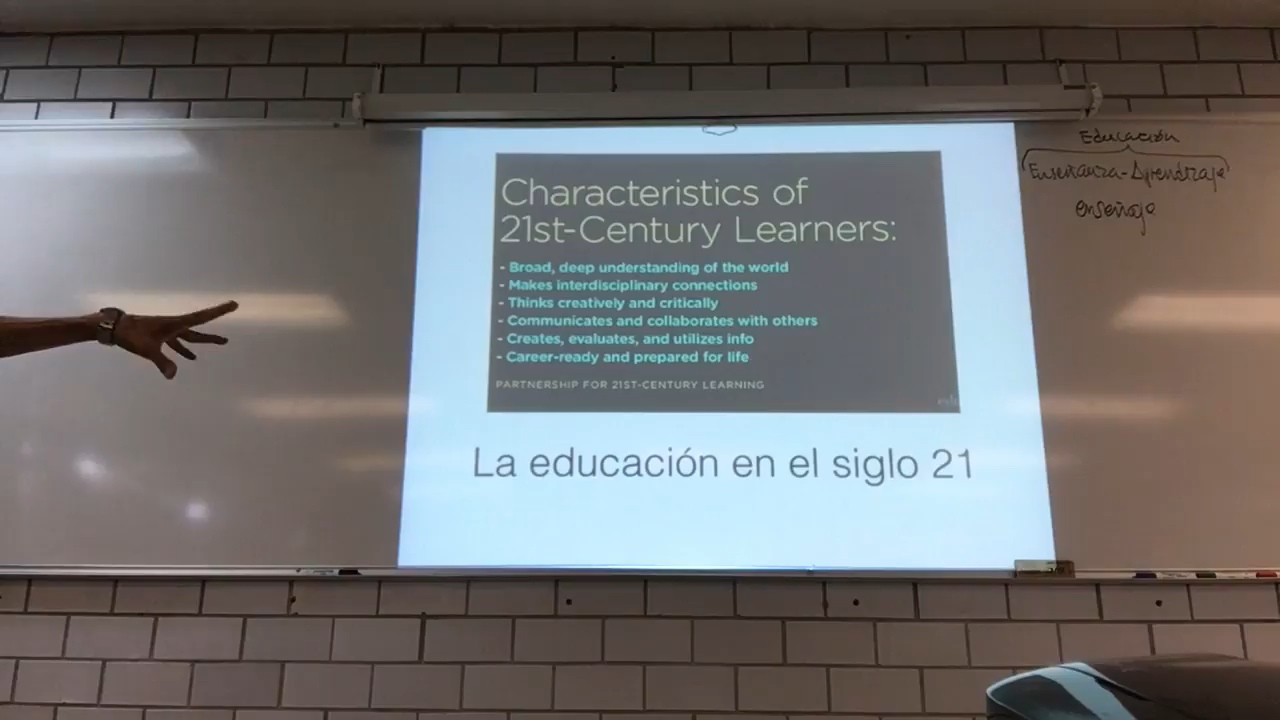 Characteristics of
21st-Century Learners:
- Broad, deep understanding of the world
- Makes interdisciplinary connections
- Thinks creatively and critically
- Communicates and collaborates with others
- Creates, evaluates, and utilizes info
- Career-ready and prepared for life
PARTNERSHIP FOR 21ST-CENTURY LEARNING
La educación en el siglo 21
Educación
Enseñanza-Aprendizaje
enseñaje